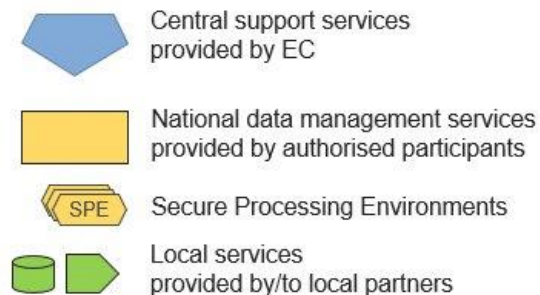 Central support services
provided by EC
National data management services
provided by authorised participants
SPE
Secure Processing Environments
Local services
provided by/to local partners